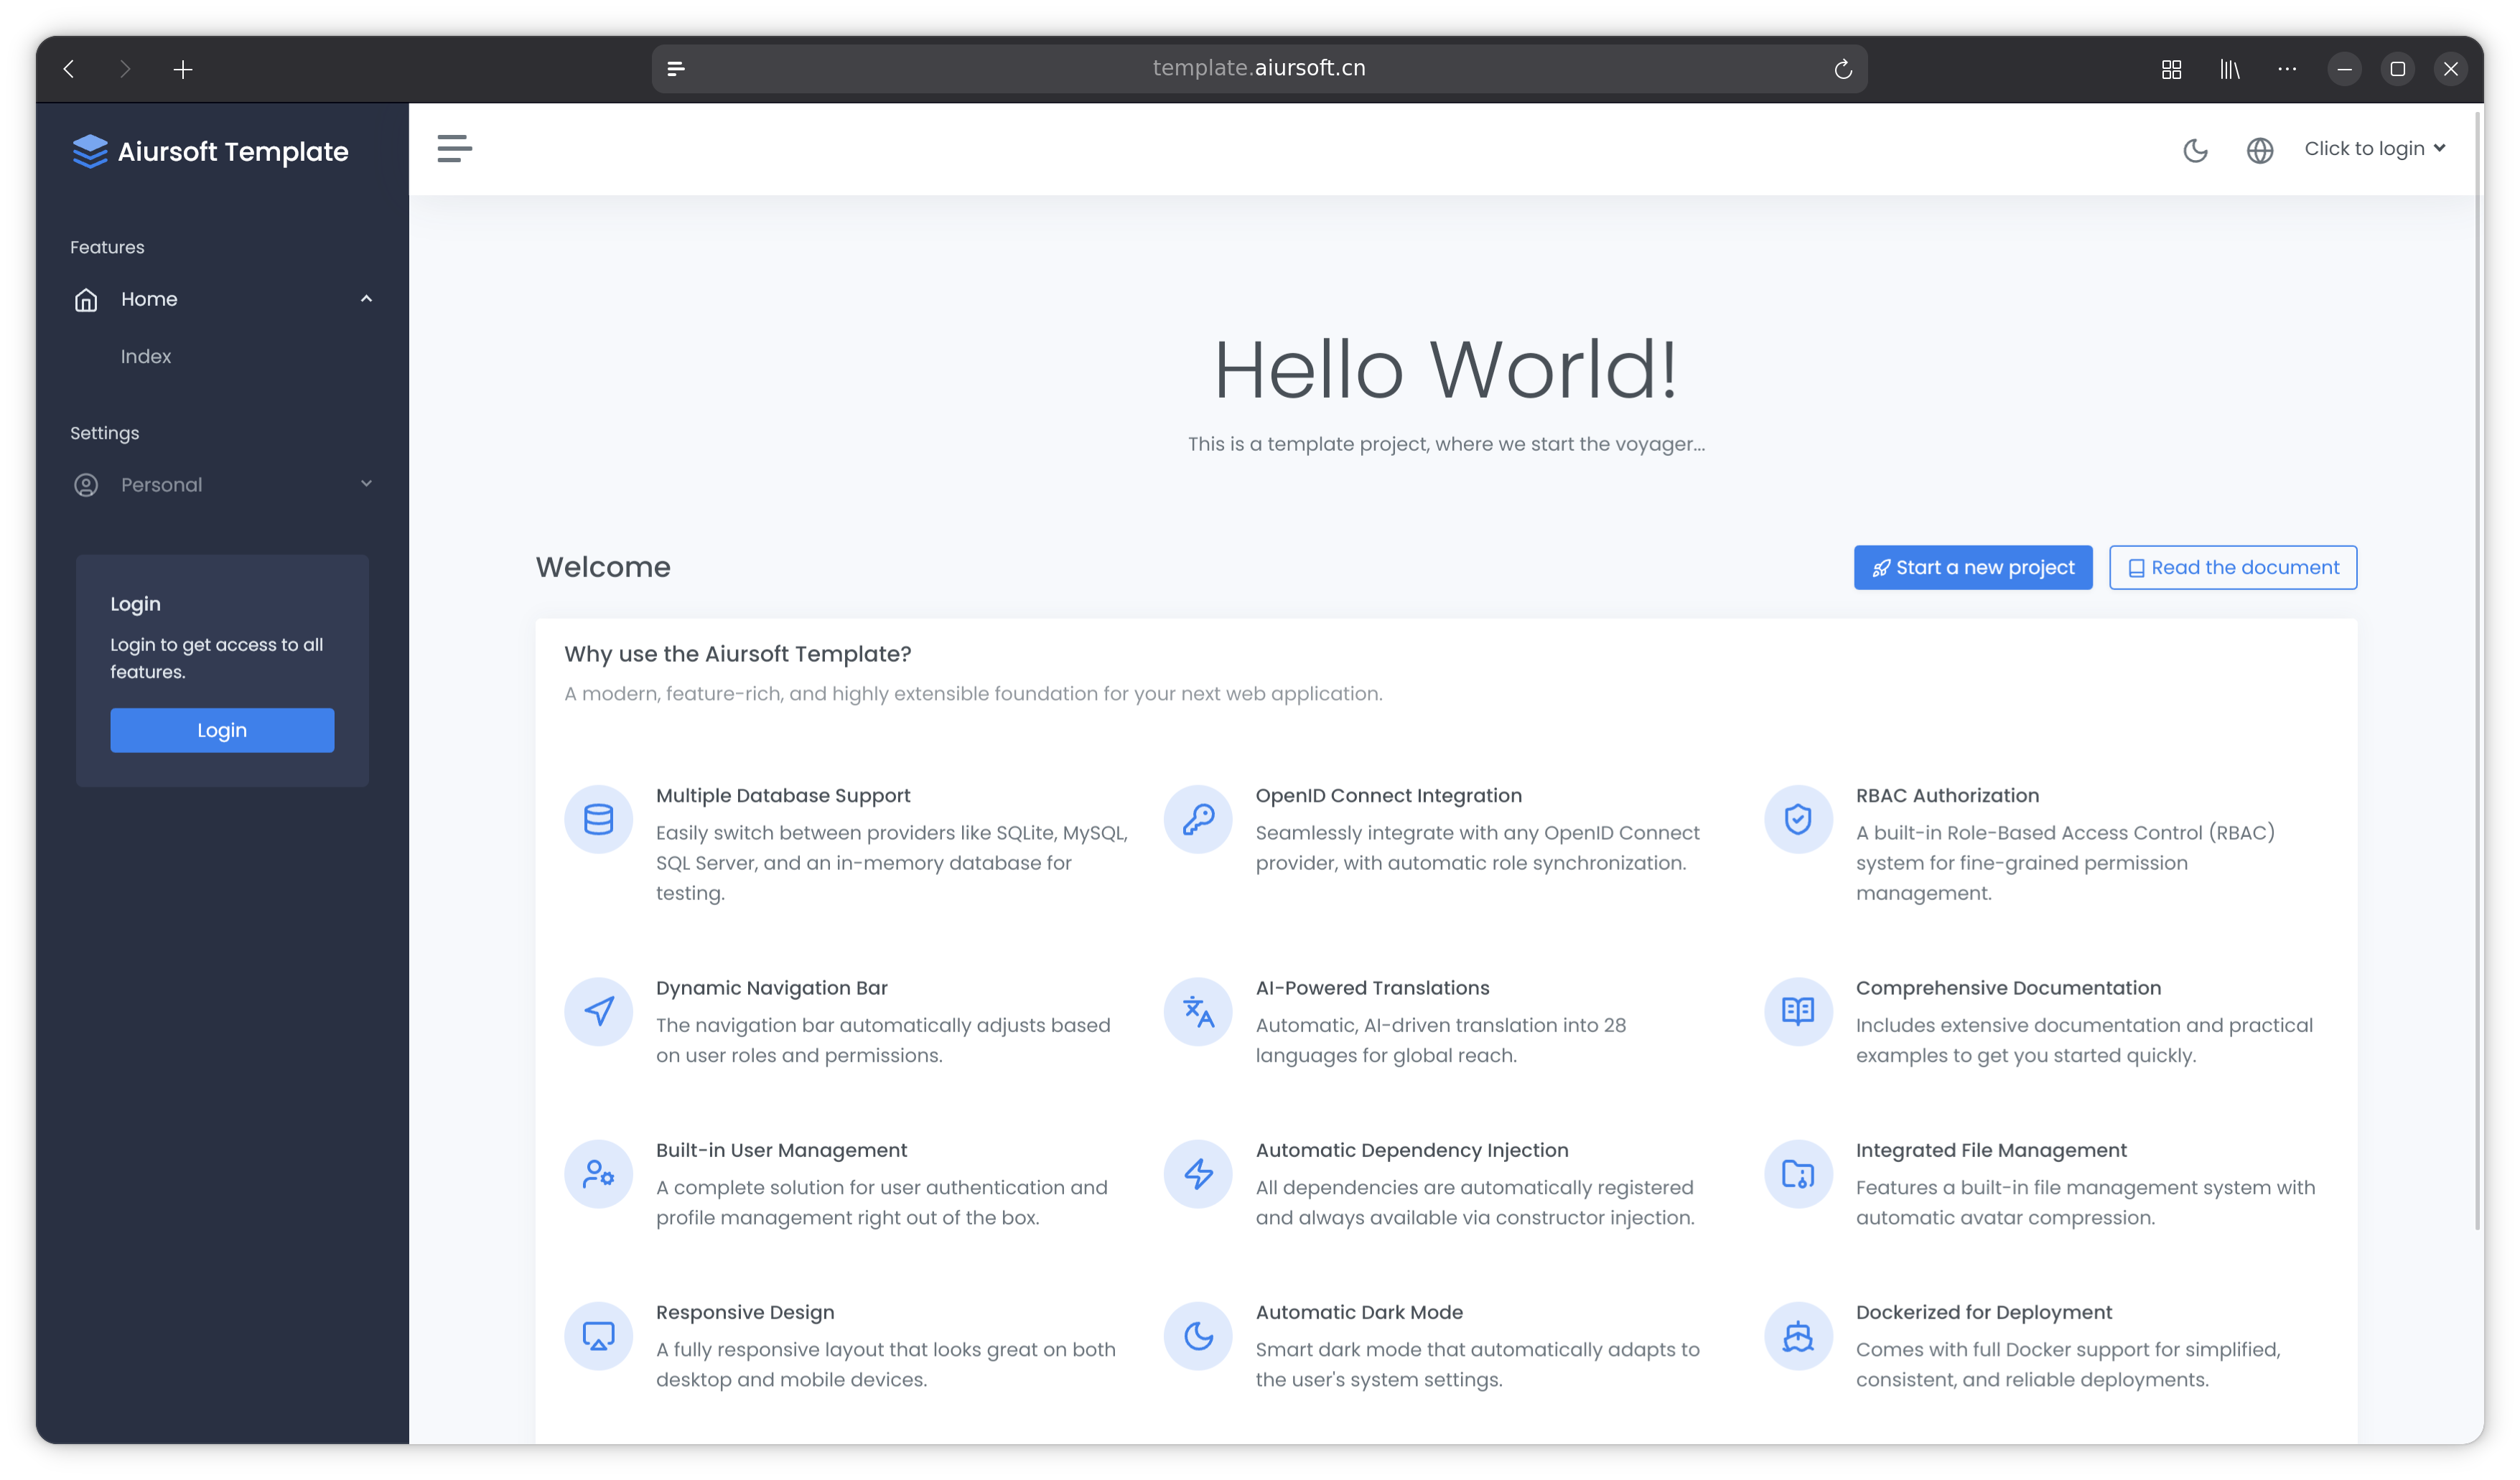 template.aiursoft.cn
Aiursoft Template
Click to login
Features
Home
Index
Settings
Personal
Login
Login to get access to all
features.
Login
Hello World!
This is a template project, where we start the voyager...
Welcome
Start a new project
Read the document
Why use the Aiursoft Template?
A modern, feature-rich, and highly extensible foundation for your next web application.
Multiple Database Support
Easily switch between providers like SQLite, MySQL,
SQL Server, and an in-memory database for
testing.
OpenID Connect Integration
Seamlessly integrate with any OpenID Connect
provider, with automatic role synchronization.
RBAC Authorization
A built-in Role-Based Access Control (RBAC)
system for fine-grained permission
management.
Dynamic Navigation Bar
The navigation bar automatically adjusts based
on user roles and permissions.
AI-Powered Translations
Automatic, AI-driven translation into 28
languages for global reach.
Comprehensive Documentation
Includes extensive documentation and practical
examples to get you started quickly.
Built-in User Management
A complete solution for user authentication and
profile management right out of the box.
Automatic Dependency Injection
All dependencies are automatically registered
and always available via constructor injection.
Integrated File Management
Features a built-in file management system with
automatic avatar compression.
Responsive Design
A fully responsive layout that looks great on both
desktop and mobile devices.
Automatic Dark Mode
Smart dark mode that automatically adapts to
the user's system settings.
Dockerized for Deployment
Comes with full Docker support for simplified,
consistent, and reliable deployments.